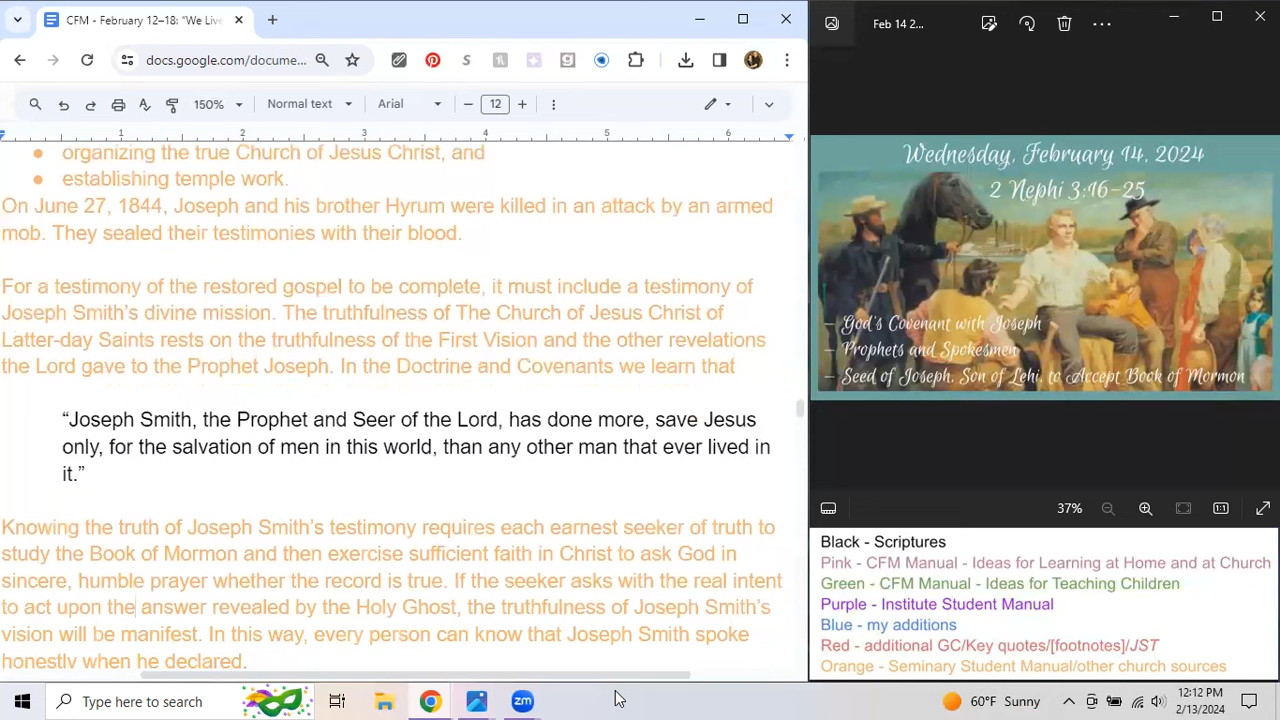 CFM - February 12–18: "We Live
Feb 14 2...
docs.google.com/docume...
150%
Normal text
Arial
12
1 2 3 4 5 6
organizing the true Church of Jesus Christ, and
establishing temple work.
On June 27, 1844, Joseph and his brother Hyrum were killed in an attack by an armed
mob. They sealed their testimonies with their blood.
For a testimony of the restored gospel to be complete, it must include a testimony of
Joseph Smith's divine mission. The truthfulness of The Church of Jesus Christ of
Latter-day Saints rests on the truthfulness of the First Vision and the other revelations
the Lord gave to the Prophet Joseph. In the Doctrine and Covenants we learn that
"Joseph Smith, the Prophet and Seer of the Lord, has done more, save Jesus
only, for the salvation of men in this world, than any other man that ever lived in
it."
Knowing the truth of Joseph Smith's testimony requires each earnest seeker of truth to
study the Book of Mormon and then exercise sufficient faith in Christ to ask God in
sincere, humble prayer whether the record is true. If the seeker asks with the real intent
to act upon the answer revealed by the Holy Ghost, the truthfulness of Joseph Smith's
vision will be manifest. In this way, every person can know that Joseph Smith spoke
honestly when he declared.
Wednesday, February 14, 2024
2 Nephi 3:16-25
- God's Covenant with Joseph
- Prophets and Spokesmen
- Seed of Joseph, Son of Lehi, to Accept Book of Mormon
37%
1:1
Black - Scriptures
Pink - CFM Manual - Ideas for Learning at Home and at Church
Green - CFM Manual - Ideas for Teaching Children
Purple - Institute Student Manual
Blue - my additions
Red - additional GC/Key quotes/[footnotes]/JST
Orange - Seminary Student Manual/other church sources
Type here to search
zm
60°F Sunny
12:12 PM
2/13/2024